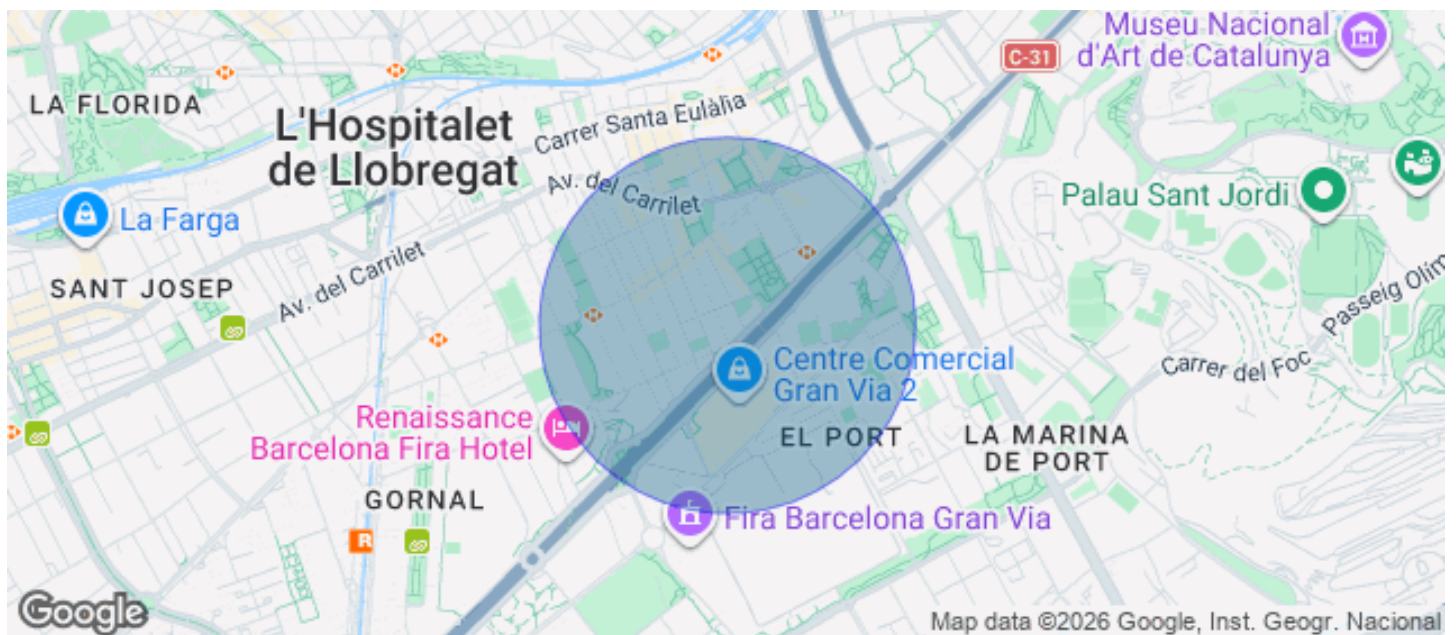 Museu Nacional
d'Art de Catalunya
C-31
LA FLORIDA
L'Hospitalet
de Llobregat
Carrer Santa Eulàlia
Av. del Carrilet
Palau Sant Jordi
La Farga
SANT JOSEP
Av. del Carrilet
Passeig Olím
Carrer del Foc
Centre Comercial
Gran Via 2
Renaissance
Barcelona Fira Hotel
EL PORT
LA MARINA
DE PORT
GORNAL
Fira Barcelona Gran Via
R
Google
Map data ©2026 Google, Inst. Geogr. Nacional